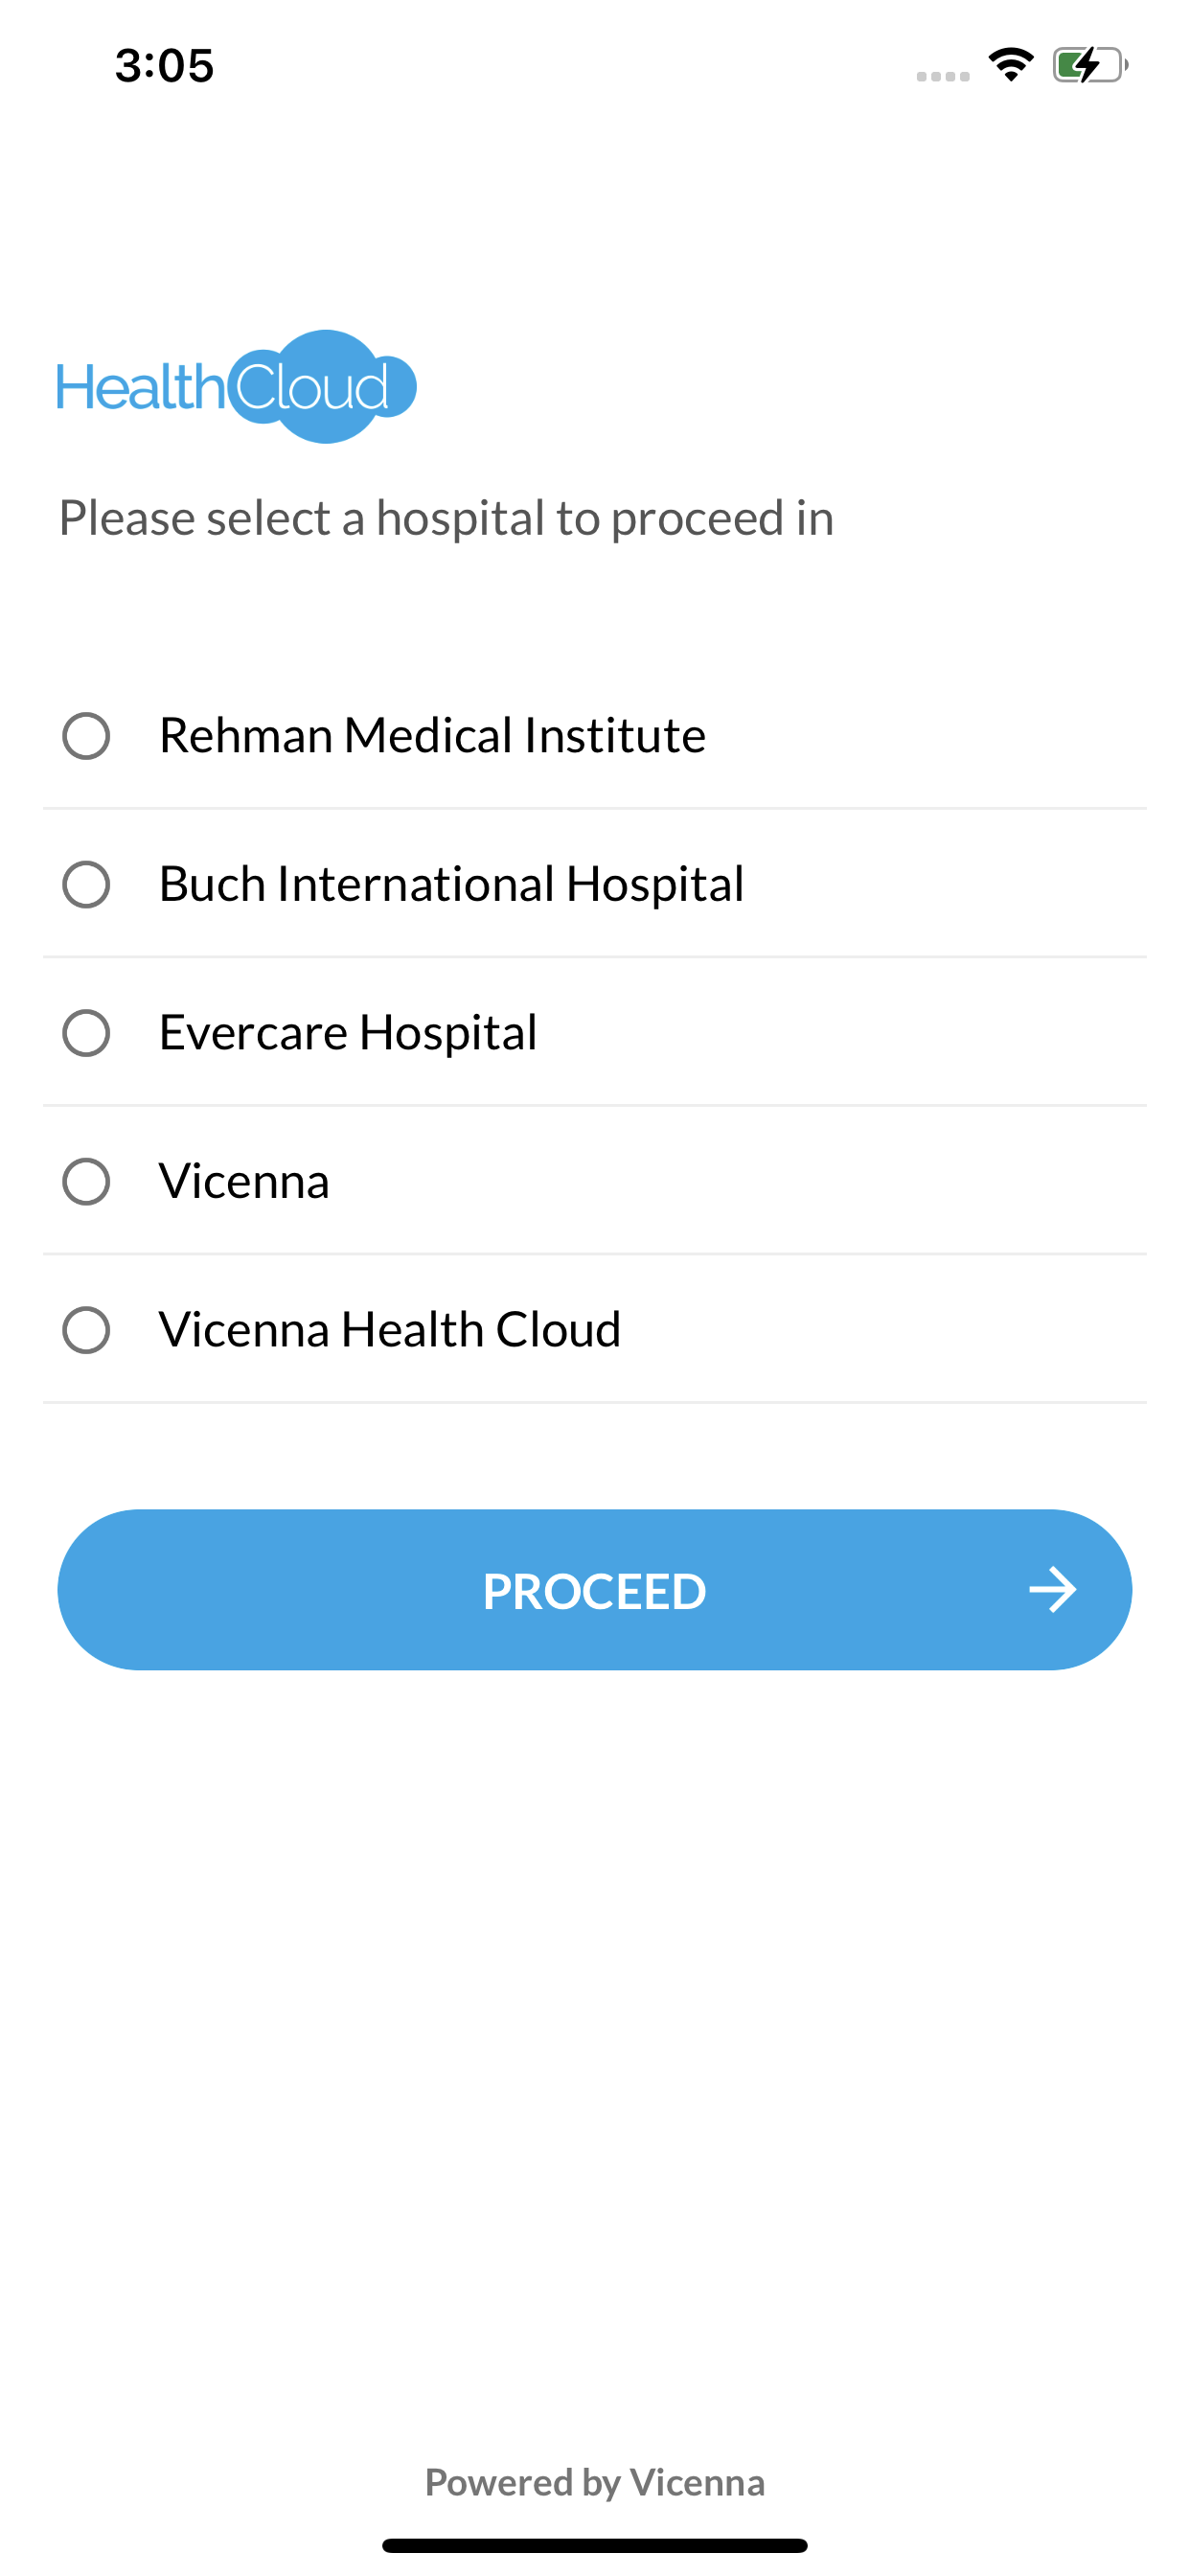 3:05
HealthCloud
Please select a hospital to proceed in
Rehman Medical Institute
Buch International Hospital
Evercare Hospital
Vicenna
Vicenna Health Cloud
PROCEED
Powered by Vicenna